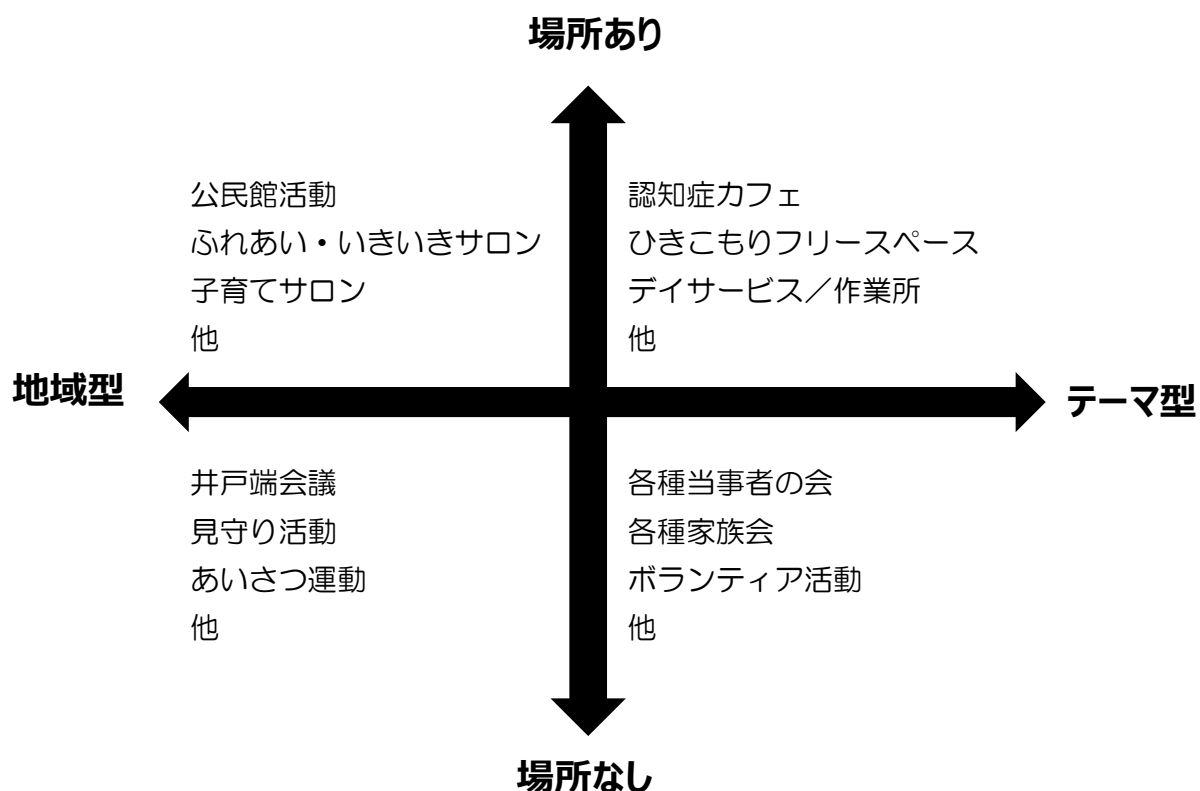 場所あり
公民館活動
ふれあい・いきいきサロン
子育てサロン
他
認知症カフェ
ひきこもりフリースペース
デイサービス／作業所
他
地域型
テーマ型
井戸端会議
見守り活動
あいさつ運動
他
各種当事者の会
各種家族会
ボランティア活動
他
場所なし